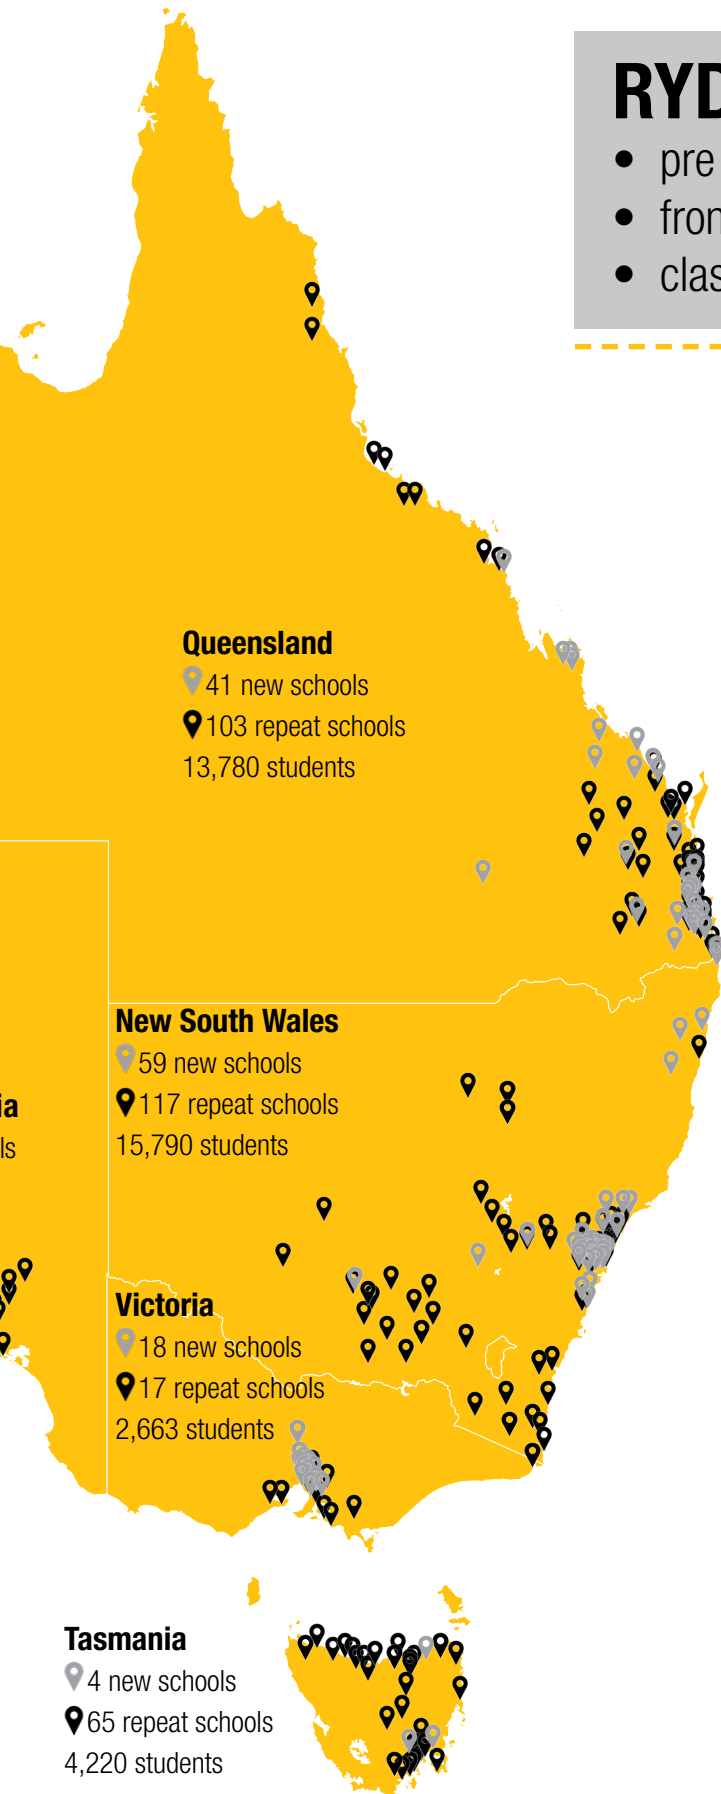 RYD
• pre
• fron
• clas
Queensland
41 new schools
103 repeat schools
13,780 students
New South Wales
59 new schools
117 repeat schools
15,790 students
ia
ls
Victoria
18 new schools
17 repeat schools
2,663 students
Tasmania
4 new schools
65 repeat schools
4,220 students